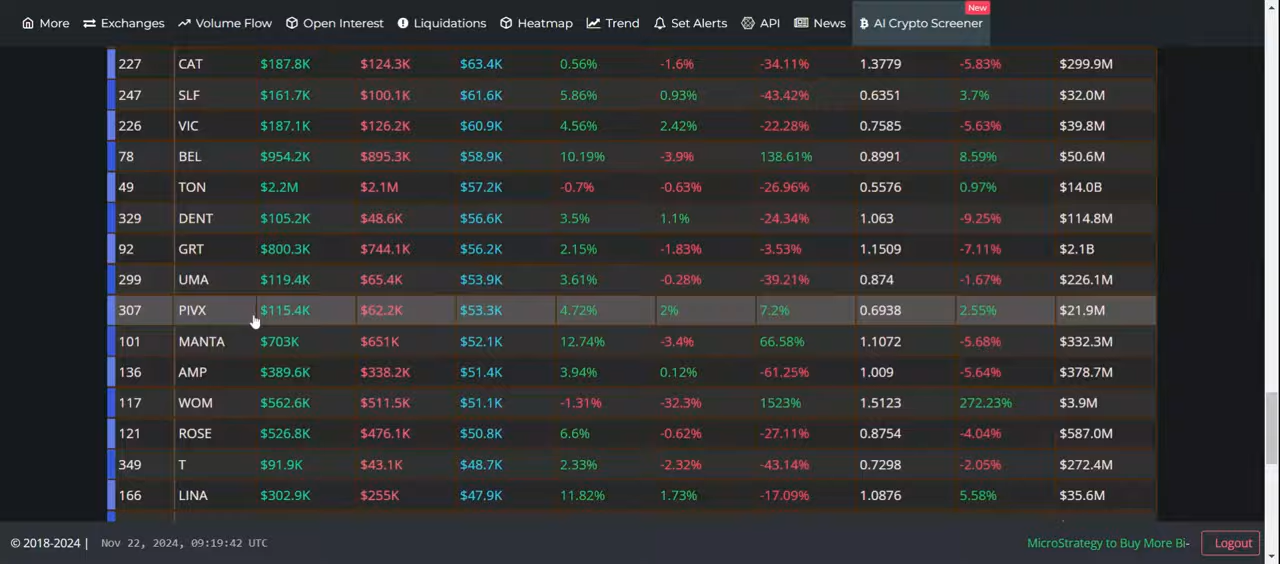 More Exchanges Volume Flow Open Interest Liquidations Heatmap Trend Set Alerts API News AI Crypto Screener New
227 CAT $187.8K $124.3K $63.4K 0.56% -1.6% -34.11% 1.3779 -5.83% $299.9M
247 SLF $161.7K $100.1K $61.6K 5.86% 0.93% -43.42% 0.6351 3.7% $32.0M
226 VIC $187.1K $126.2K $60.9K 4.56% 2.42% -22.28% 0.7585 -5.63% $39.8M
78 BEL $954.2K $895.3K $58.9K 10.19% -3.9% 138.61% 0.8991 8.59% $50.6M
49 TON $2.2M $2.1M $57.2K -0.7% -0.63% -26.96% 0.5576 0.97% $14.0B
329 DENT $105.2K $48.6K $56.6K 3.5% 1.1% -24.34% 1.063 -9.25% $114.8M
92 GRT $800.3K $744.1K $56.2K 2.15% -1.83% -3.53% 1.1509 -7.11% $2.1B
299 UMA $119.4K $65.4K $53.9K 3.61% -0.28% -39.21% 0.874 -1.67% $226.1M
307 PIVX $115.4K $62.2K $53.3K 4.72% 2% 7.2% 0.6938 2.55% $21.9M
101 MANTA $703K $651K $52.1K 12.74% -3.4% 66.58% 1.1072 -5.68% $332.3M
136 AMP $389.6K $338.2K $51.4K 3.94% 0.12% -61.25% 1.009 -5.64% $378.7M
117 WOM $562.6K $511.5K $51.1K -1.31% -32.3% 1523% 1.5123 272.23% $3.9M
121 ROSE $526.8K $476.1K $50.8K 6.6% -0.62% -27.11% 0.8754 -4.04% $587.0M
349 T $91.9K $43.1K $48.7K 2.33% -2.32% -43.14% 0.7298 -2.05% $272.4M
166 LINA $302.9K $255K $47.9K 11.82% 1.73% -17.09% 1.0876 5.58% $35.6M
© 2018-2024 | Nov 22, 2024, 09:19:42 UTC MicroStrategy to Buy More Bi- Logout